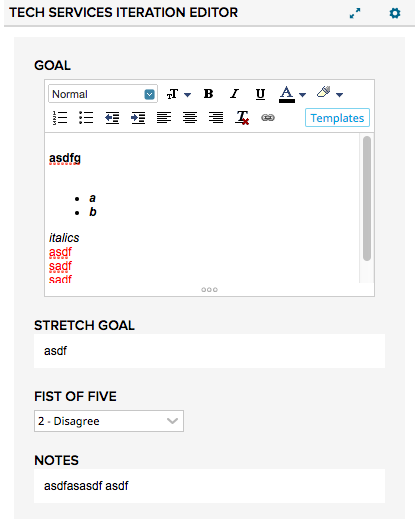 TECH SERVICES ITERATION EDITOR
GOAL
Normal
T B I U A
Templates
asdfg
a
b
italics
asdf
sadf
sadf
STRETCH GOAL
asdf
FIST OF FIVE
2 - Disagree
NOTES
asdfasasdf asdf